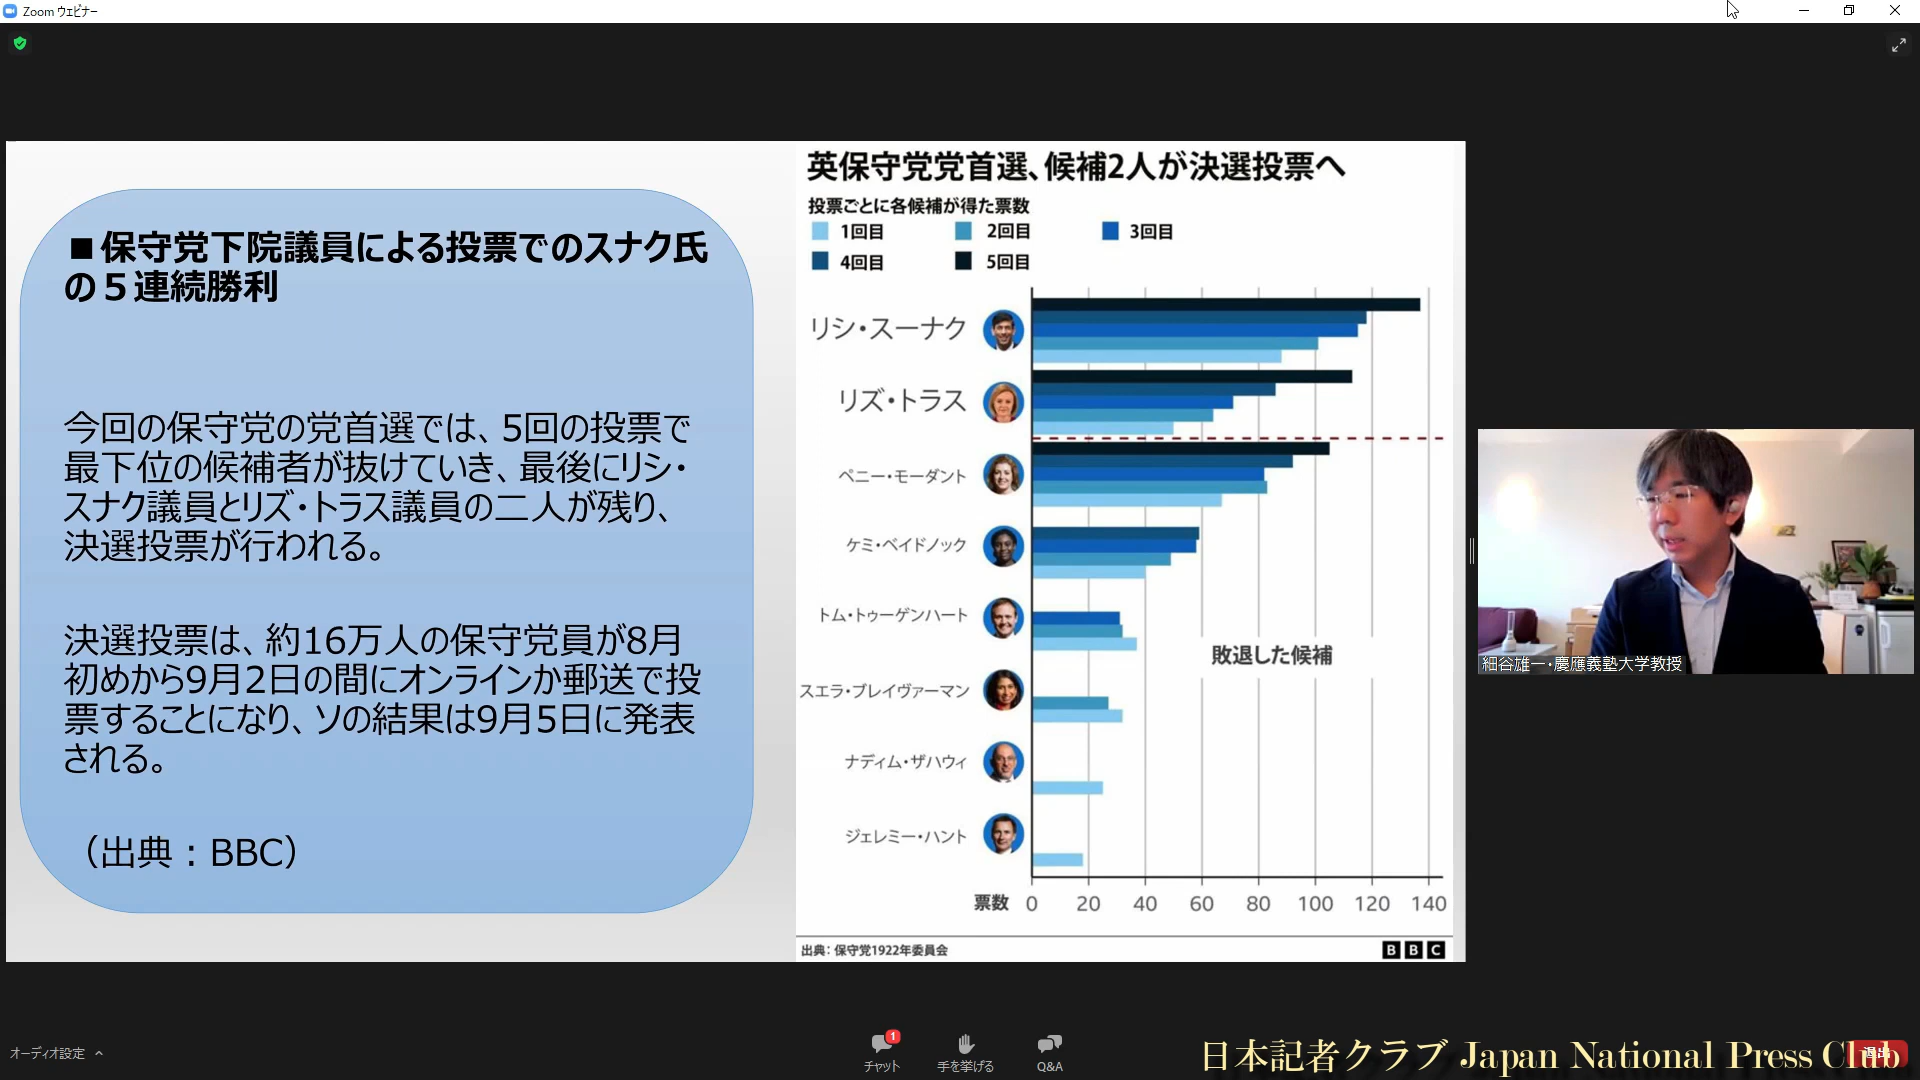 Zoom ウェビナー
■保守党下院議員による投票でのスナク氏
の５連続勝利
今回の保守党の党首選では、5回の投票で
最下位の候補者が抜けていき、最後にリシ・
スナク議員とリズ・トラス議員の二人が残り、
決選投票が行われる。
決選投票は、約16万人の保守党員が8月
初めから9月2日の間にオンラインか郵送で投
票することになり、ソの結果は9月5日に発表
される。
（出典：BBC）
英保守党党首選、候補2人が決選投票へ
投票ごとに各候補が得た票数
1回目 2回目 3回目
4回目 5回目
リシ・スーナク
リズ・トラス
ペニー・モーダント
ケミ・ベイドノック
トム・トゥーゲンハート
敗退した候補
スエラ・ブレイヴァーマン
ナディム・ザハウィ
ジェレミー・ハント
票数 0 20 40 60 80 100 120 140
出典：保守党1922年委員会
BBC
細谷雄一・慶應義塾大学教授
オーディオ設定
1
チャット
手を挙げる
Q&A
日本記者クラブ Japan National Press Club
退出